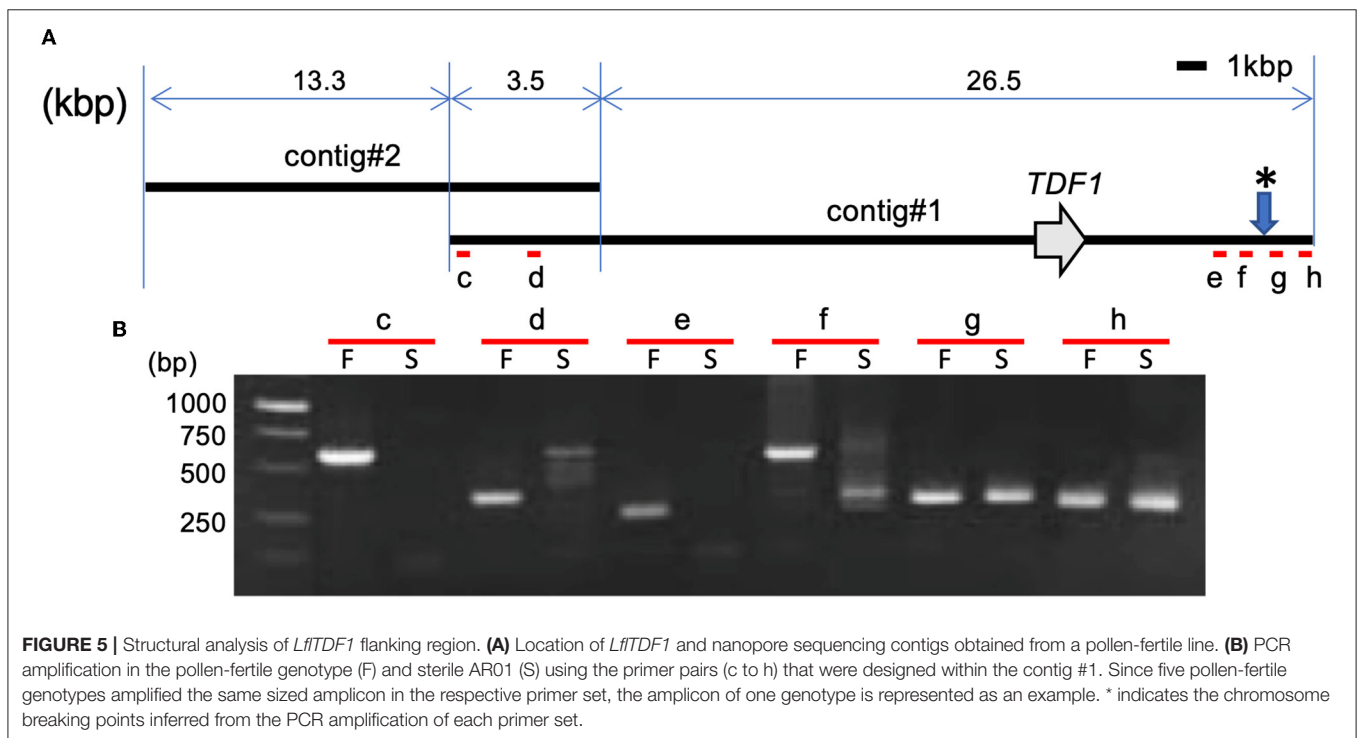 (A)
13.3 3.5 26.5 1kbp
(kbp)
contig#2
TDF1 *
contig#1
c d e f g h
(B)
c d e f g h
(bp) F S F S F S F S F S F S
1000
750
500
250
FIGURE 5 | Structural analysis of LflTDF1 flanking region. (A) Location of LflTDF1 and nanopore sequencing contigs obtained from a pollen-fertile line. (B) PCR
amplification in the pollen-fertile genotype (F) and sterile AR01 (S) using the primer pairs (c to h) that were designed within the contig #1. Since five pollen-fertile
genotypes amplified the same sized amplicon in the respective primer set, the amplicon of one genotype is represented as an example. * indicates the chromosome
breaking points inferred from the PCR amplification of each primer set.